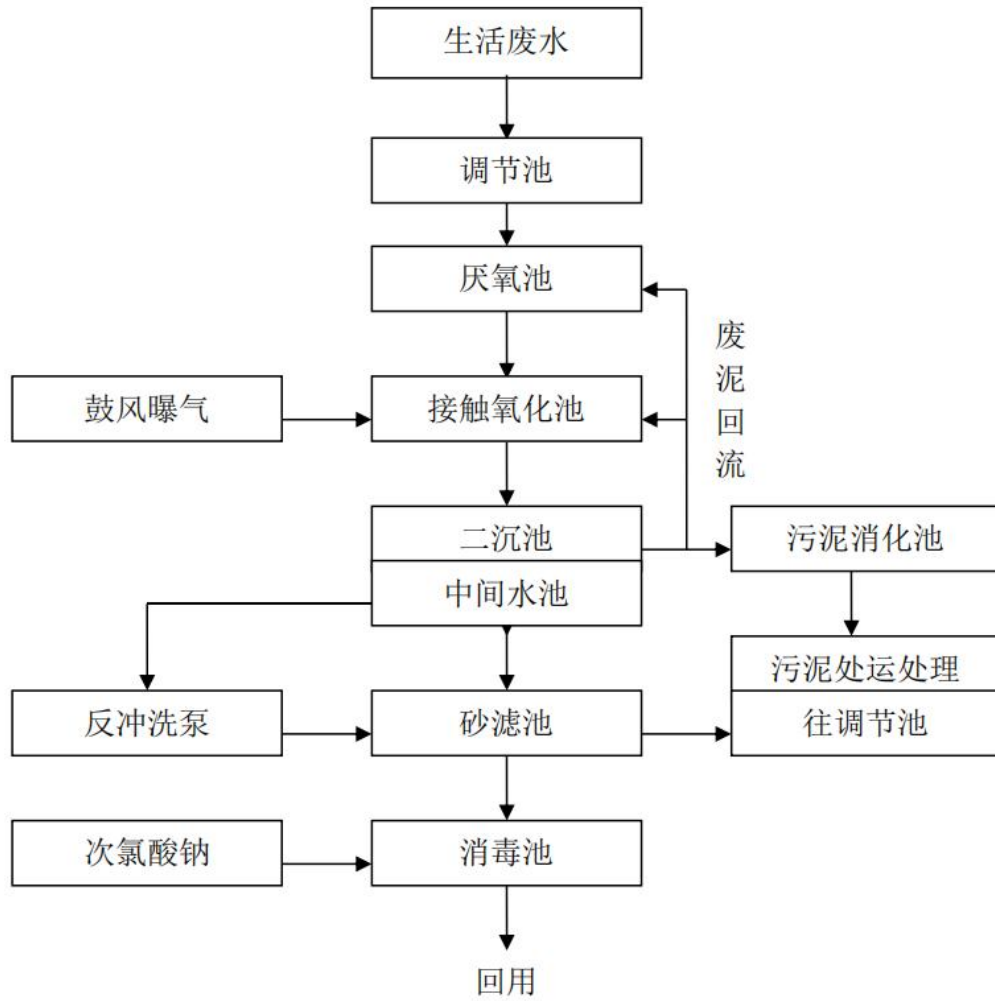 生活废水
调节池
厌氧池
废泥回流
鼓风曝气
接触氧化池
二沉池
污泥消化池
中间水池
污泥处运处理
反冲洗泵
砂滤池
往调节池
次氯酸钠
消毒池
回用